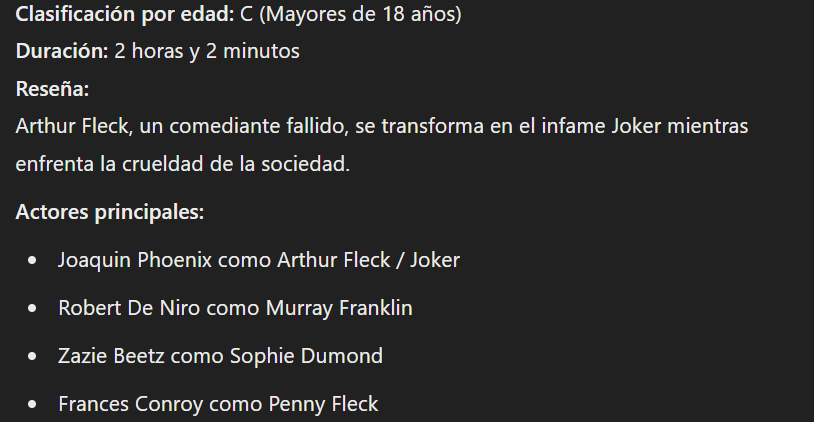 Clasificación por edad: C (Mayores de 18 años)
Duración: 2 horas y 2 minutos
Reseña:
Arthur Fleck, un comediante fallido, se transforma en el infame Joker mientras
enfrenta la crueldad de la sociedad.
Actores principales:
• Joaquin Phoenix como Arthur Fleck / Joker
• Robert De Niro como Murray Franklin
• Zazie Beetz como Sophie Dumond
• Frances Conroy como Penny Fleck